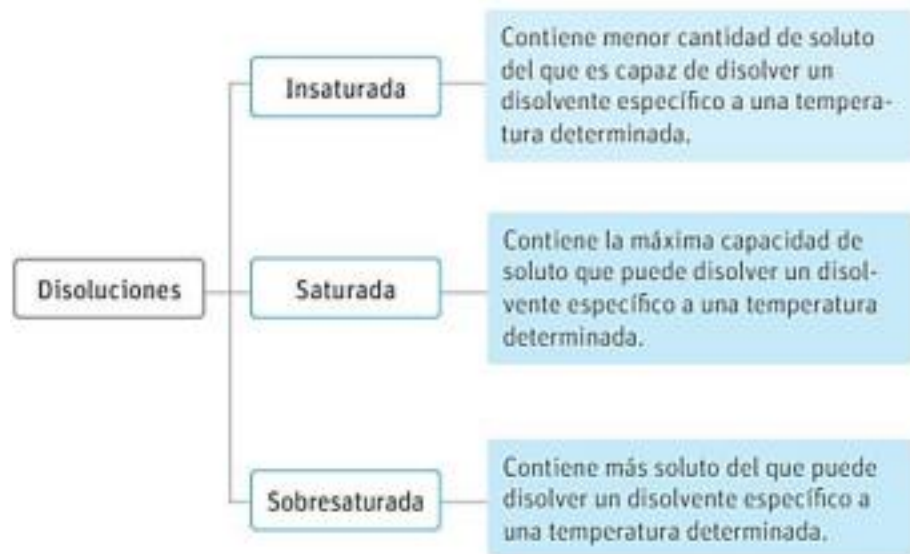 Disoluciones
Insaturada
Contiene menor cantidad de soluto
del que es capaz de disolver un
disolvente específico a una tempera-
tura determinada.
Saturada
Contiene la máxima capacidad de
soluto que puede disolver un disol-
vente específico a una temperatura
determinada.
Sobresaturada
Contiene más soluto del que puede
disolver un disolvente específico a
una temperatura determinada.